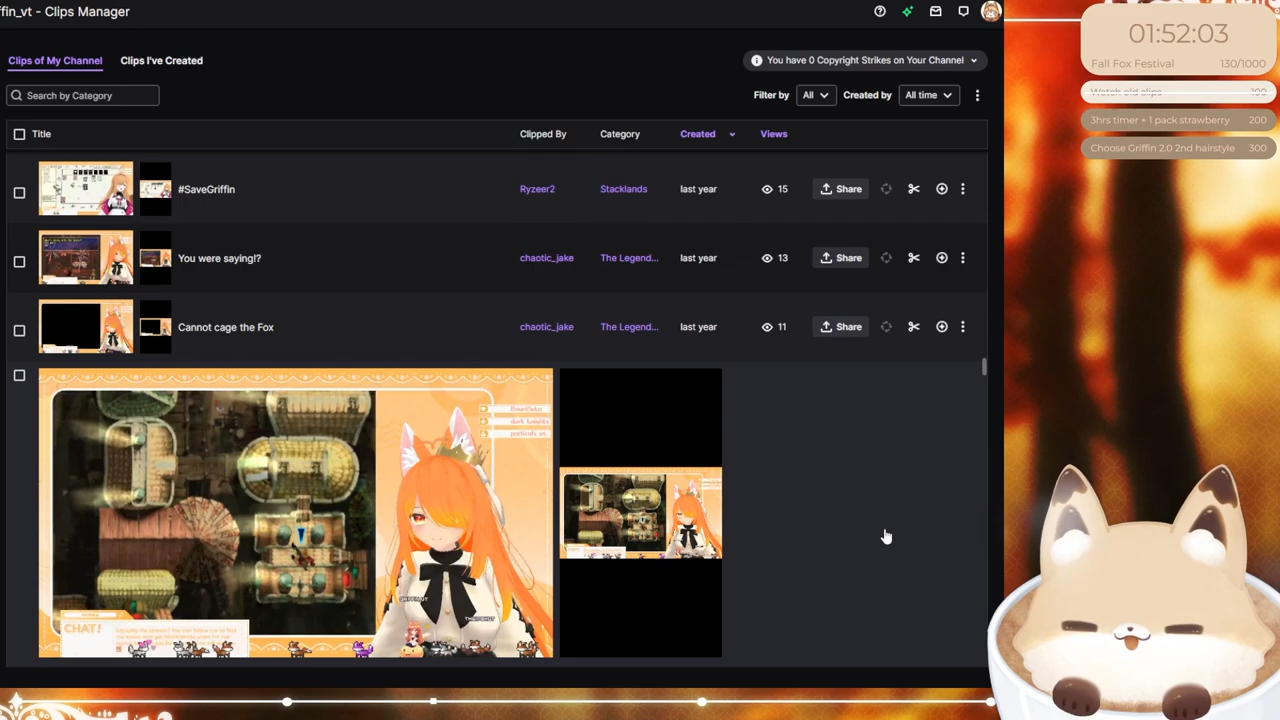 fin_vt - Clips Manager
Clips of My Channel
Clips I've Created
You have 0 Copyright Strikes on Your Channel
Search by Category
Filter by
All
Created by
All time
Title
Clipped By
Category
Created
Views
#SaveGriffin
Ryzeer2
Stacklands
last year
15
Share
You were saying!?
chaotic_jake
The Legend...
last year
13
Share
Cannot cage the Fox
chaotic_jake
The Legend...
last year
11
Share
CHAT!
01:52:03
Fall Fox Festival
130/1000
Watch old clips
100
3hrs timer + 1 pack strawberry
200
Choose Griffin 2.0 2nd hairstyle
300